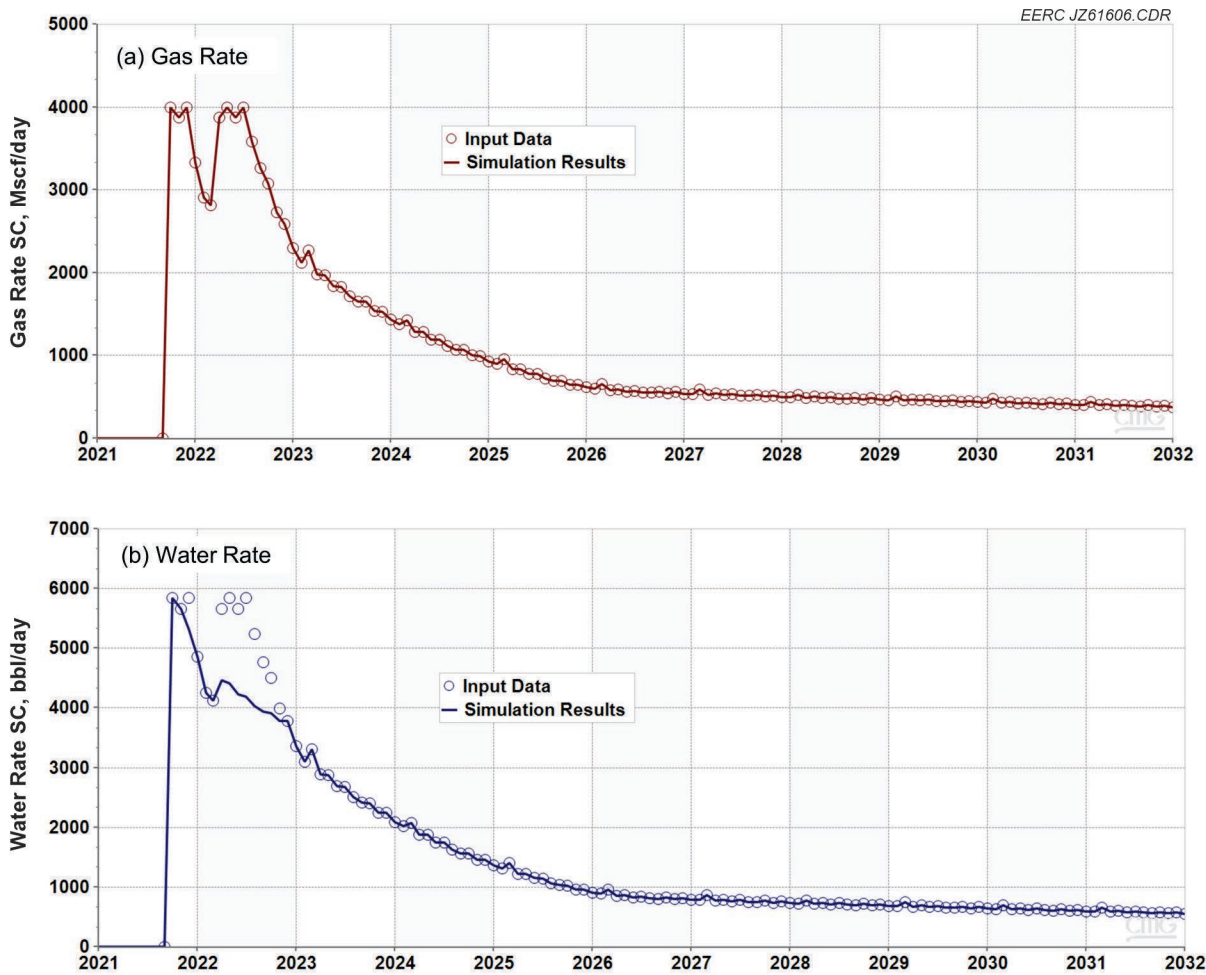 EERC JZ61606.CDR
(a) Gas Rate
Gas Rate SC, Mscf/day
5000
4000
3000
2000
1000
0
Input Data
Simulation Results
CMG
2021 2022 2023 2024 2025 2026 2027 2028 2029 2030 2031 2032
(b) Water Rate
Water Rate SC, bbl/day
7000
6000
5000
4000
3000
2000
1000
0
Input Data
Simulation Results
CMG
2021 2022 2023 2024 2025 2026 2027 2028 2029 2030 2031 2032